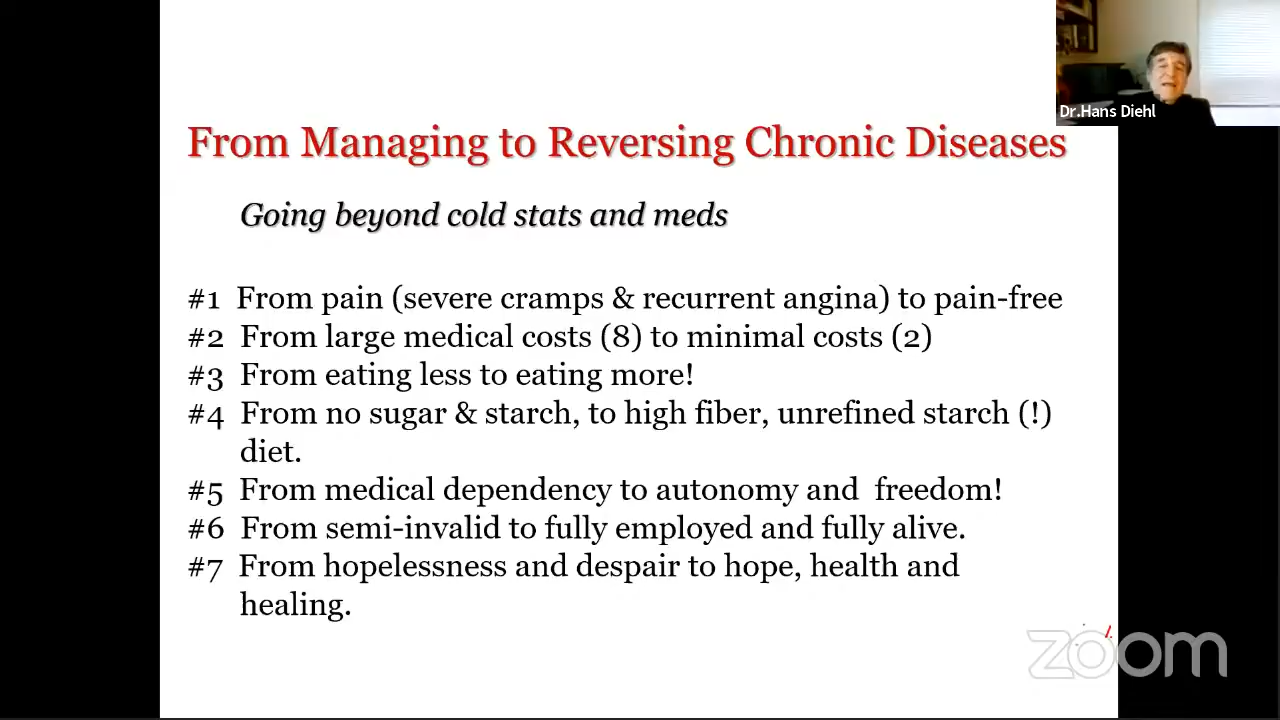 Dr.Hans Diehl
From Managing to Reversing Chronic Diseases
Going beyond cold stats and meds
#1 From pain (severe cramps & recurrent angina) to pain-free
#2 From large medical costs (8) to minimal costs (2)
#3 From eating less to eating more!
#4 From no sugar & starch, to high fiber, unrefined starch (!)
diet.
#5 From medical dependency to autonomy and freedom!
#6 From semi-invalid to fully employed and fully alive.
#7 From hopelessness and despair to hope, health and
healing.
zoom